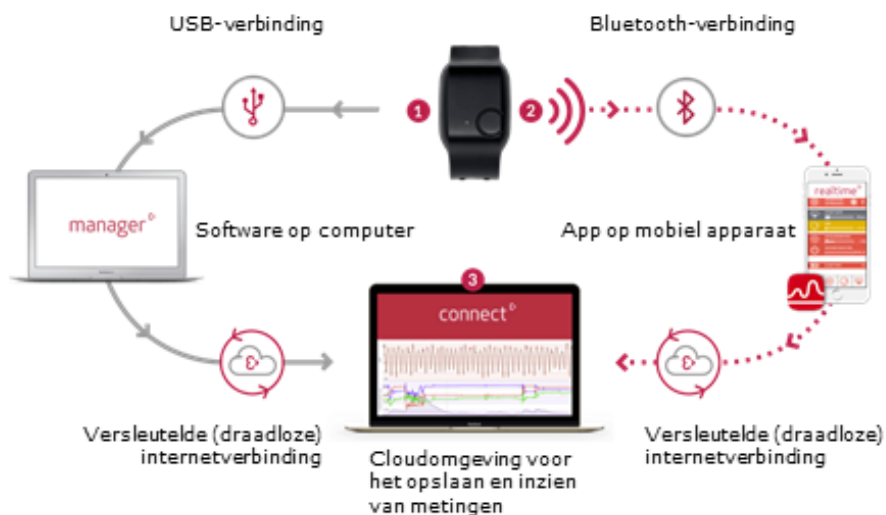 USB-verbinding
Bluetooth-verbinding
1
2
manager
Software op computer
App op mobiel apparaat
realtime
3
connect
Versleutelde (draadloze)
internetverbinding
Cloudomgeving voor
het opslaan en inzien
van metingen
Versleutelde (draadloze)
internetverbinding